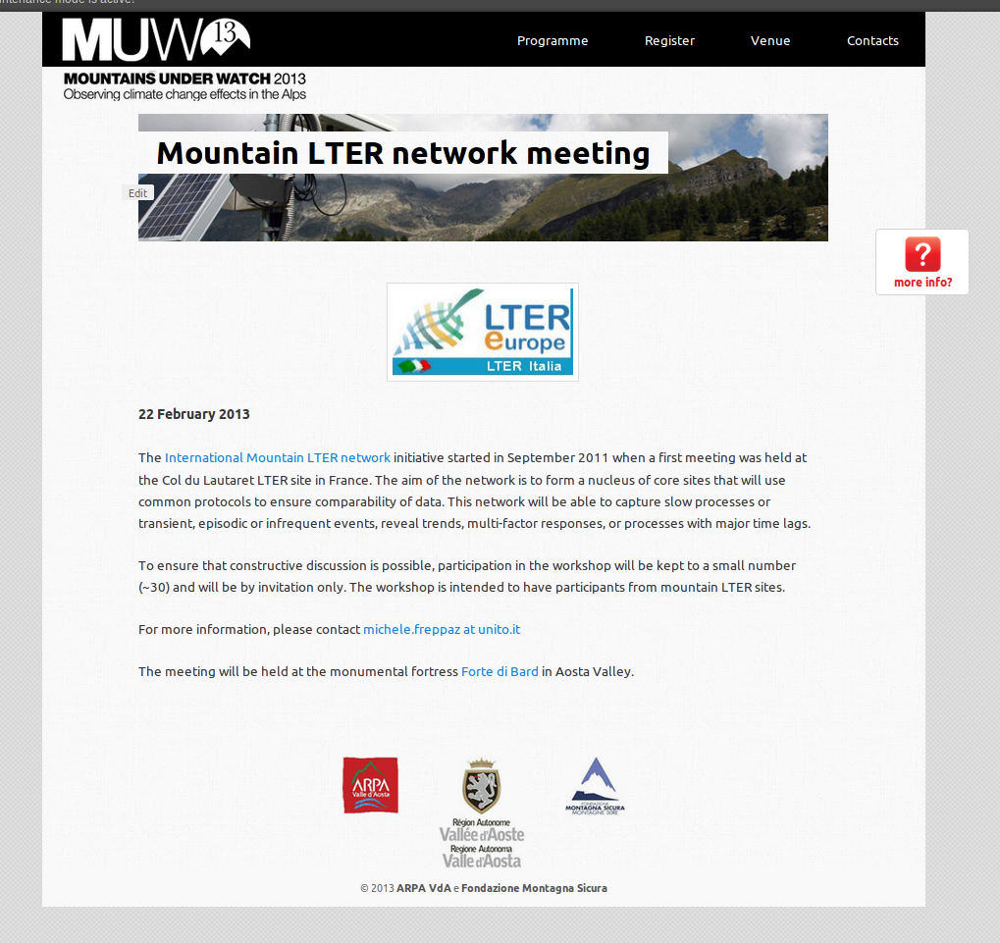 intenance mode is active!
MUW 13
Programme Register Venue Contacts
MOUNTAINS UNDER WATCH 2013
Observing climate change effects in the Alps
Mountain LTER network meeting
Edit
?
more info?
LTER
europe
LTER Italia
22 February 2013
The International Mountain LTER network initiative started in September 2011 when a first meeting was held at
the Col du Lautaret LTER site in France. The aim of the network is to form a nucleus of core sites that will use
common protocols to ensure comparability of data. This network will be able to capture slow processes or
transient, episodic or infrequent events, reveal trends, multi-factor responses, or processes with major time lags.
To ensure that constructive discussion is possible, participation in the workshop will be kept to a small number
(~30) and will be by invitation only. The workshop is intended to have participants from mountain LTER sites.
For more information, please contact michele.freppaz at unito.it
The meeting will be held at the monumental fortress Forte di Bard in Aosta Valley.
ARPA
Valle d'Aosta
Région Autonome
Vallée d'Aoste
Regione Autonoma
Valle d'Aosta
FONDAZIONE
MONTAGNA SICURA
MONTAGNE SÛRE
© 2013 ARPA VdA e Fondazione Montagna Sicura